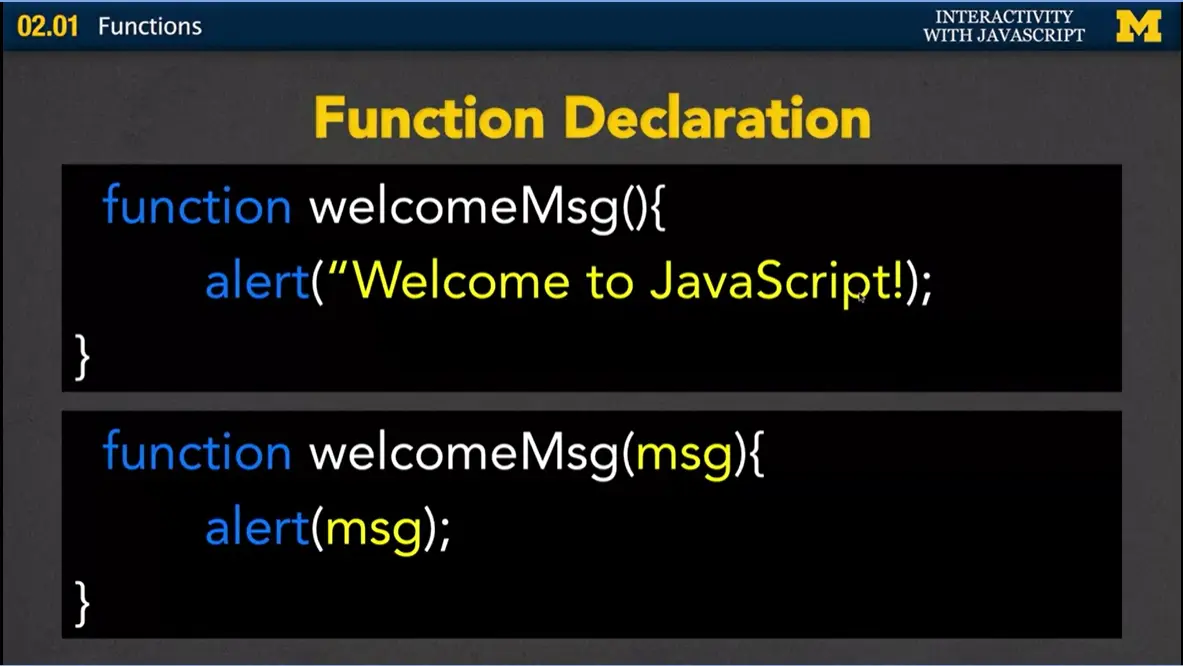 02.01 Functions
INTERACTIVITY
WITH JAVASCRIPT
M
Function Declaration
function welcomeMsg(){
alert(“Welcome to JavaScript!);
}
function welcomeMsg(msg){
alert(msg);
}